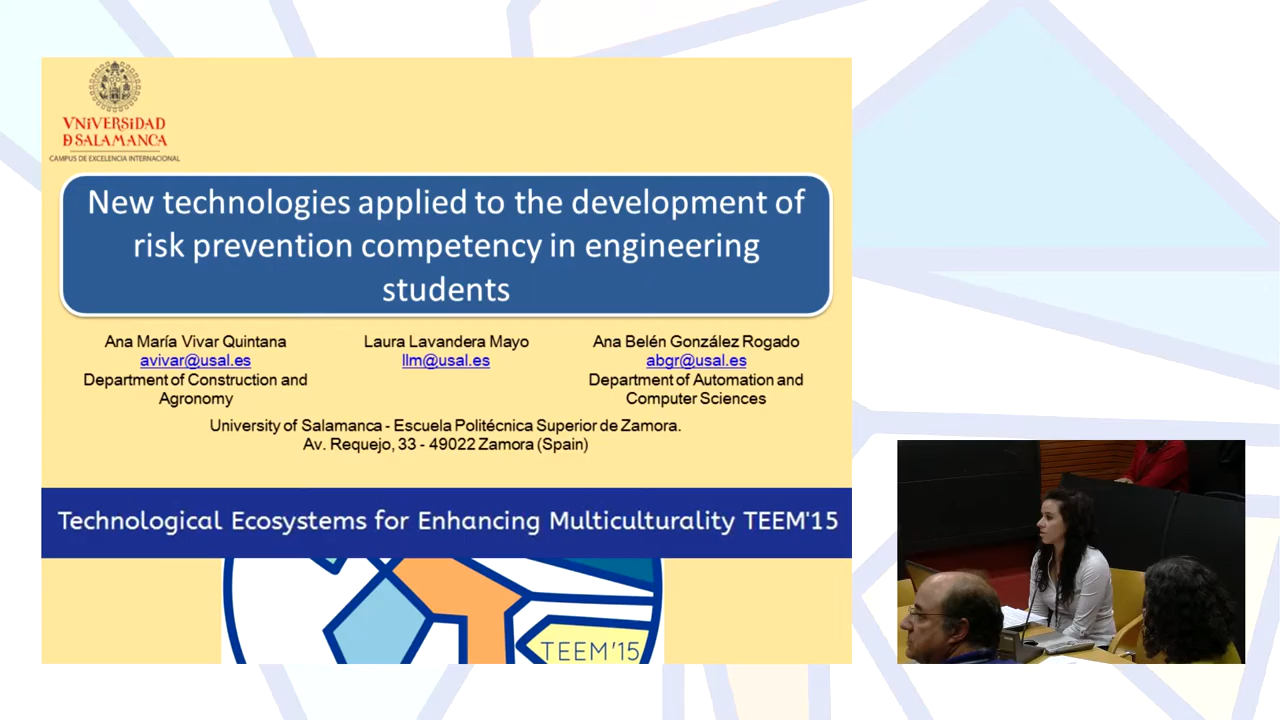 VNiVERSiDAD
Ð SALAMANCA
CAMPUS DE EXCELENCIA INTERNACIONAL
New technologies applied to the development of
risk prevention competency in engineering
students
Ana María Vivar Quintana
avivar@usal.es
Department of Construction and
Agronomy
Laura Lavandera Mayo
llm@usal.es
Ana Belén González Rogado
abgr@usal.es
Department of Automation and
Computer Sciences
University of Salamanca - Escuela Politécnica Superior de Zamora.
Av. Requejo, 33 - 49022 Zamora (Spain)
Technological Ecosystems for Enhancing Multiculturality TEEM'15
TEEM'15